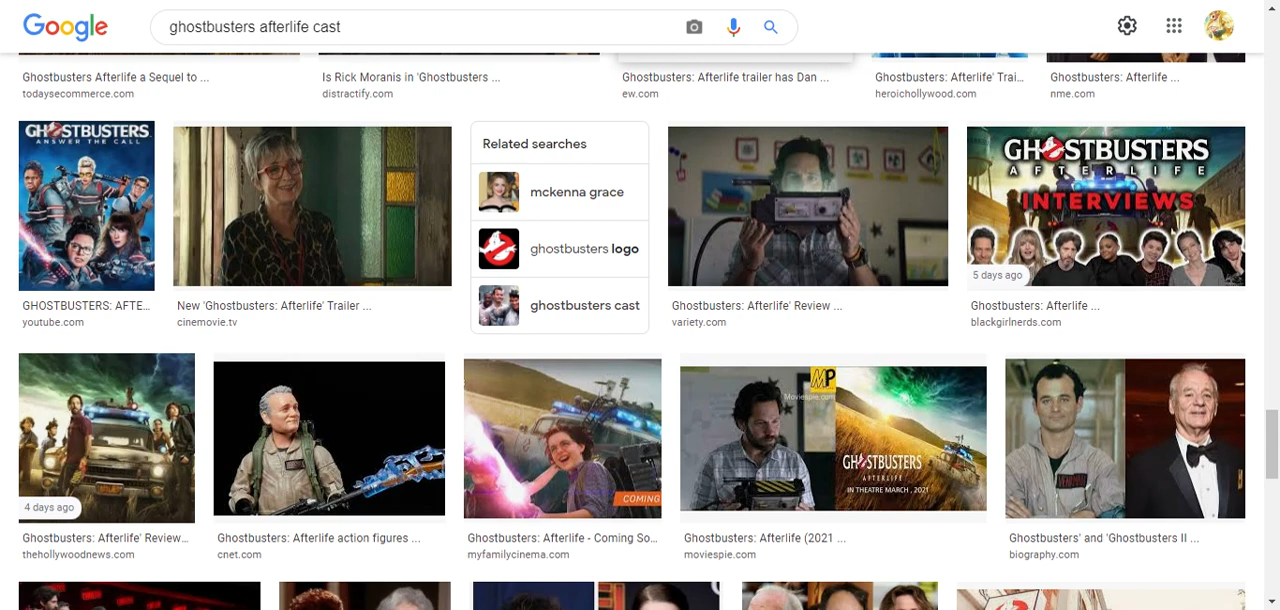 Google
ghostbusters afterlife cast
Ghostbusters Afterlife a Sequel to ...
todaysecommerce.com
Is Rick Moranis in 'Ghostbusters ...
distractify.com
Ghostbusters: Afterlife trailer has Dan ...
ew.com
Ghostbusters: Afterlife' Trai...
heroichollywood.com
Ghostbusters: Afterlife ...
nme.com
GHOSTBUSTERS
ANSWER THE CALL
GHOSTBUSTERS: AFTE...
youtube.com
New 'Ghostbusters: Afterlife' Trailer ...
cinemovie.tv
Related searches
mckenna grace
ghostbusters logo
ghostbusters cast
Ghostbusters: Afterlife' Review ...
variety.com
GHOSTBUSTERS
AFTERLIFE
INTERVIEWS
5 days ago
Ghostbusters: Afterlife ...
blackgirlnerds.com
4 days ago
Ghostbusters: Afterlife' Review...
thehollywoodnews.com
Ghostbusters: Afterlife action figures ...
cnet.com
COMING
Ghostbusters: Afterlife - Coming So...
myfamilycinema.com
MP
Moviespie.com
GHOSTBUSTERS
AFTERLIFE
IN THEATRE MARCH , 2021
Ghostbusters: Afterlife (2021 ...
moviespie.com
VENKMAN
Ghostbusters' and 'Ghostbusters II ...
biography.com